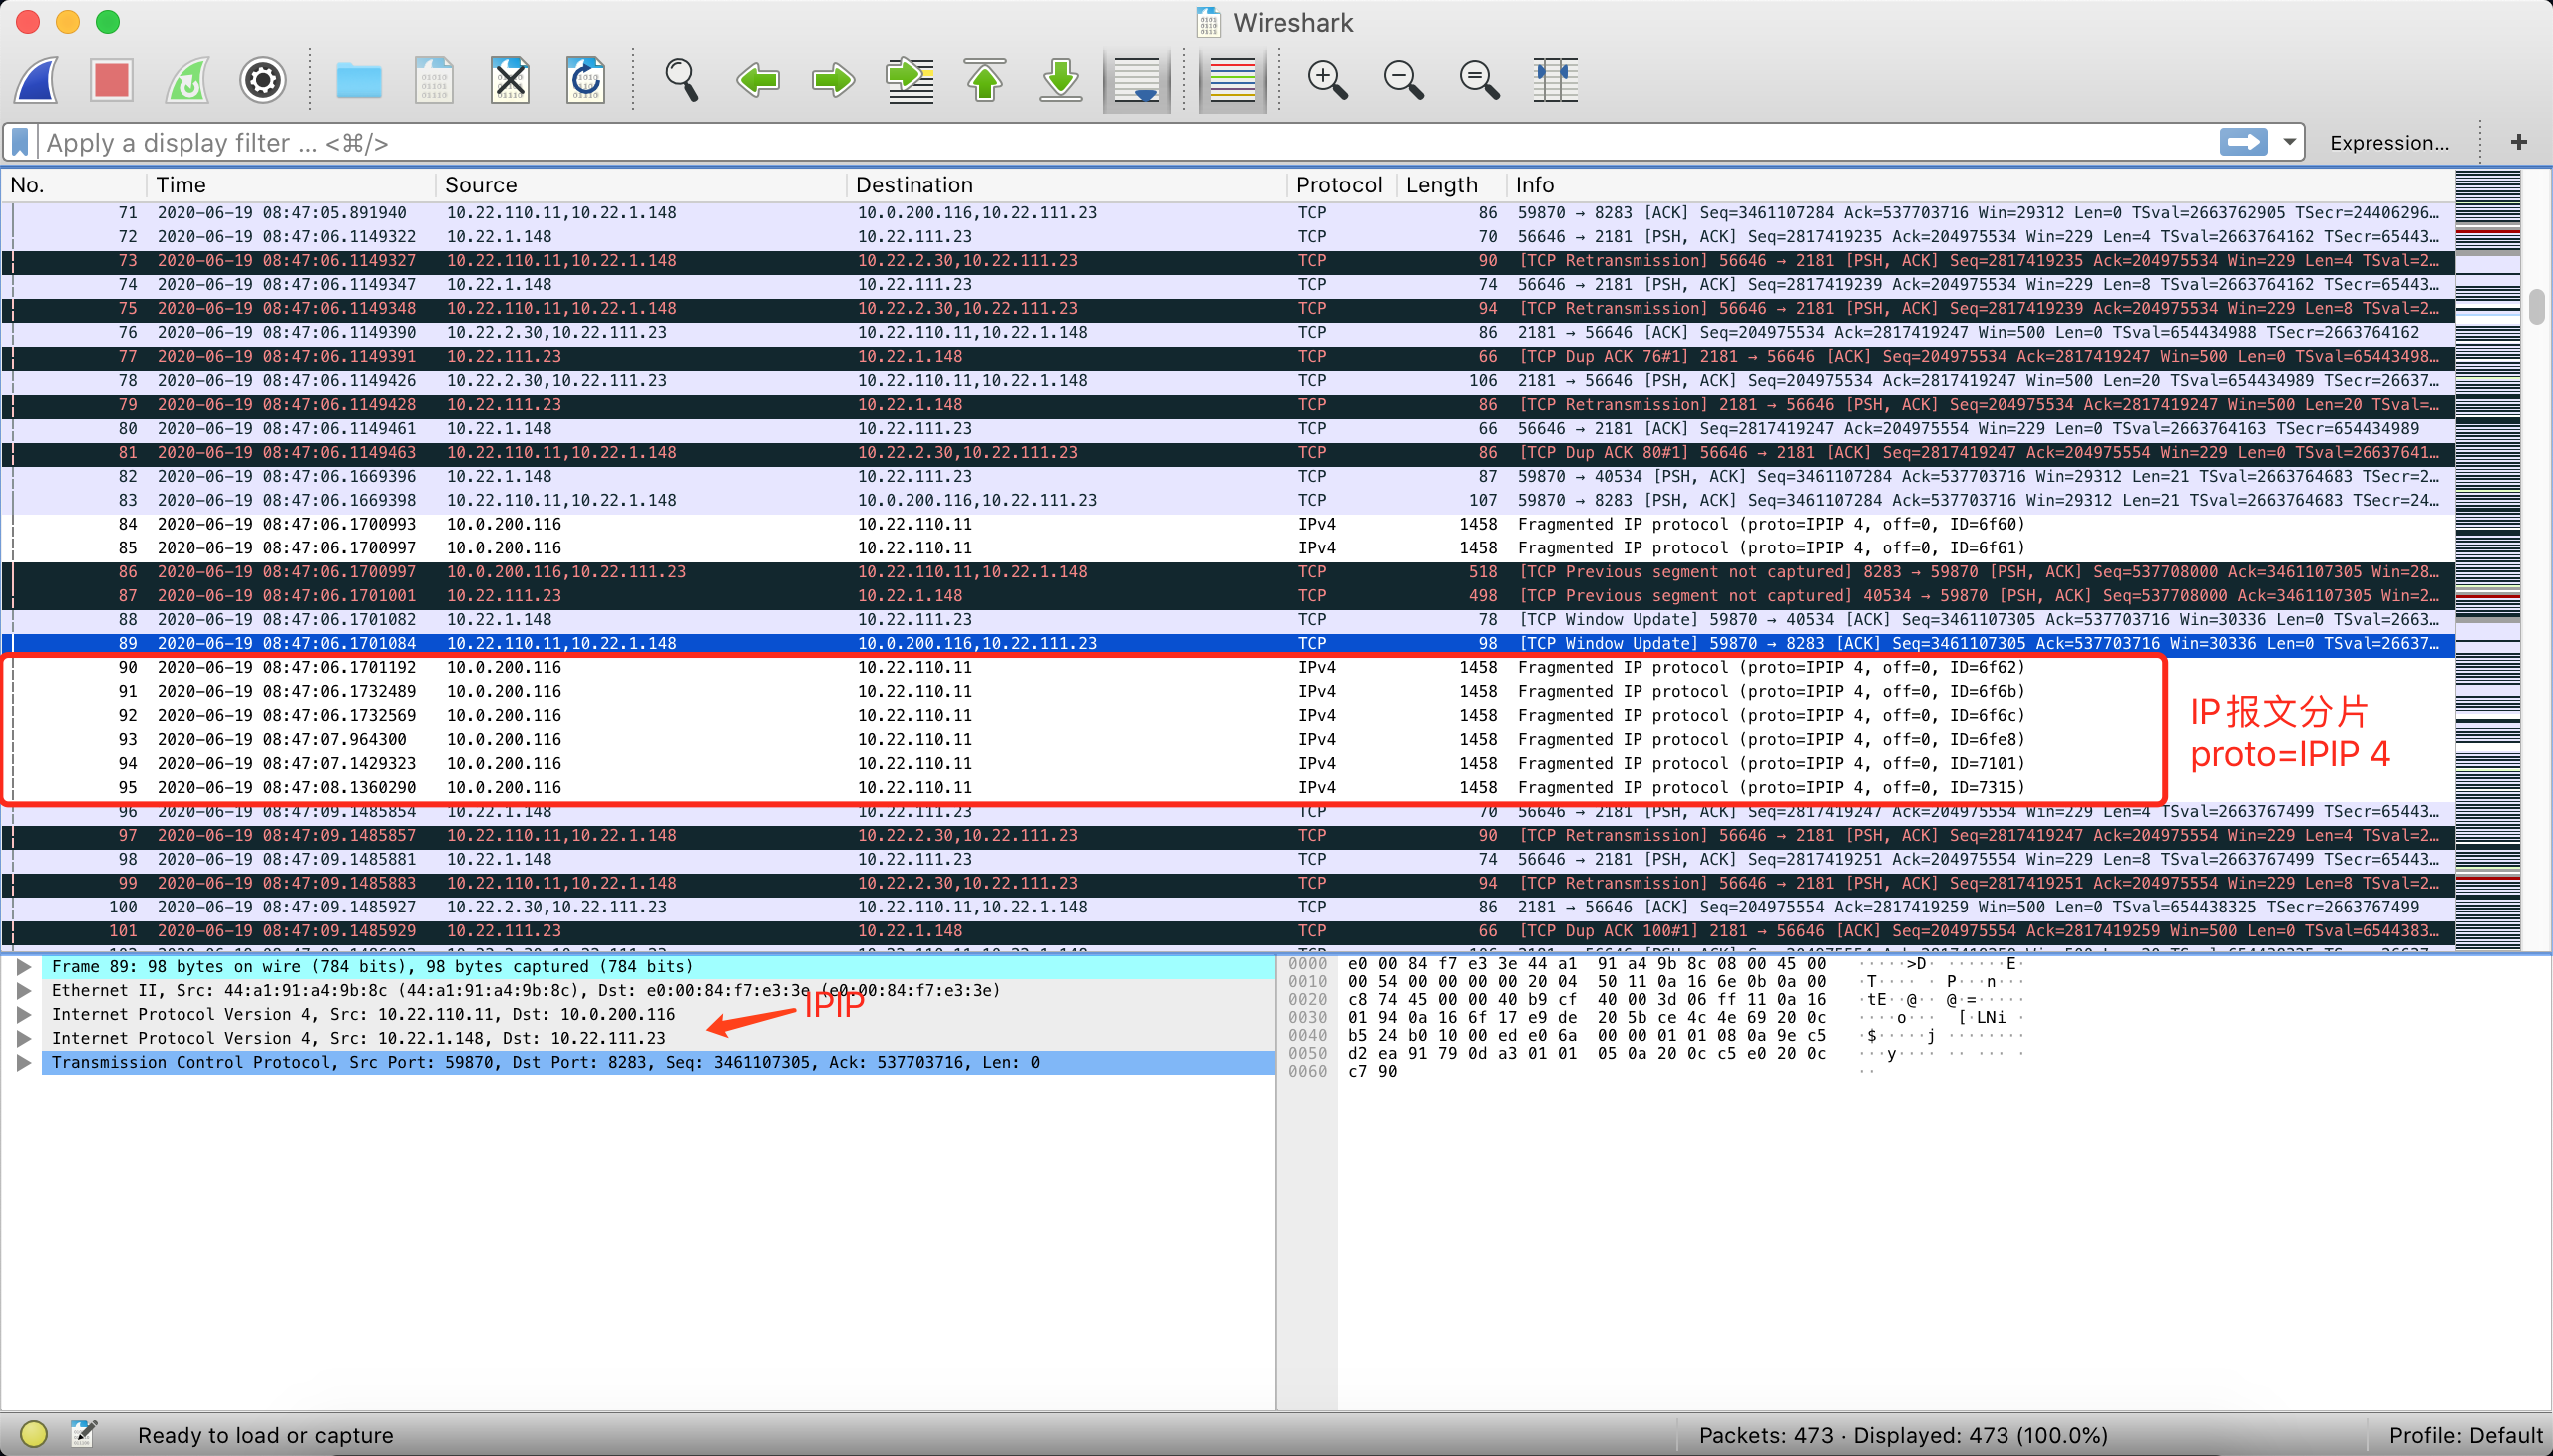 Wireshark
Apply a display filter ... <⌘/>
Expression...
+
No. Time Source Destination Protocol Length Info
71 2020-06-19 08:47:05.891940 10.22.110.11,10.22.1.148 10.0.200.116,10.22.111.23 TCP 86 59870 → 8283 [ACK] Seq=3461107284 Ack=537703716 Win=29312 Len=0 TSval=2663762905 TSecr=24406296…
72 2020-06-19 08:47:06.1149322 10.22.1.148 10.22.111.23 TCP 70 56646 → 2181 [PSH, ACK] Seq=2817419235 Ack=204975534 Win=229 Len=4 TSval=2663764162 TSecr=65443…
73 2020-06-19 08:47:06.1149327 10.22.110.11,10.22.1.148 10.22.2.30,10.22.111.23 TCP 90 [TCP Retransmission] 56646 → 2181 [PSH, ACK] Seq=2817419235 Ack=204975534 Win=229 Len=4 TSval=2…
74 2020-06-19 08:47:06.1149347 10.22.1.148 10.22.111.23 TCP 74 56646 → 2181 [PSH, ACK] Seq=2817419239 Ack=204975534 Win=229 Len=8 TSval=2663764162 TSecr=65443…
75 2020-06-19 08:47:06.1149348 10.22.110.11,10.22.1.148 10.22.2.30,10.22.111.23 TCP 94 [TCP Retransmission] 56646 → 2181 [PSH, ACK] Seq=2817419239 Ack=204975534 Win=229 Len=8 TSval=2…
76 2020-06-19 08:47:06.1149390 10.22.2.30,10.22.111.23 10.22.110.11,10.22.1.148 TCP 86 2181 → 56646 [ACK] Seq=204975534 Ack=2817419247 Win=500 Len=0 TSval=654434988 TSecr=2663764162
77 2020-06-19 08:47:06.1149391 10.22.111.23 10.22.1.148 TCP 66 [TCP Dup ACK 76#1] 2181 → 56646 [ACK] Seq=204975534 Ack=2817419247 Win=500 Len=0 TSval=65443498…
78 2020-06-19 08:47:06.1149426 10.22.2.30,10.22.111.23 10.22.110.11,10.22.1.148 TCP 106 2181 → 56646 [PSH, ACK] Seq=204975534 Ack=2817419247 Win=500 Len=20 TSval=654434989 TSecr=26637…
79 2020-06-19 08:47:06.1149428 10.22.111.23 10.22.1.148 TCP 86 [TCP Retransmission] 2181 → 56646 [PSH, ACK] Seq=204975534 Ack=2817419247 Win=500 Len=20 TSval=…
80 2020-06-19 08:47:06.1149461 10.22.1.148 10.22.111.23 TCP 66 56646 → 2181 [ACK] Seq=2817419247 Ack=204975554 Win=229 Len=0 TSval=2663764163 TSecr=654434989
81 2020-06-19 08:47:06.1149463 10.22.110.11,10.22.1.148 10.22.2.30,10.22.111.23 TCP 86 [TCP Dup ACK 80#1] 56646 → 2181 [ACK] Seq=2817419247 Ack=204975554 Win=229 Len=0 TSval=26637641…
82 2020-06-19 08:47:06.1669396 10.22.1.148 10.22.111.23 TCP 87 59870 → 40534 [PSH, ACK] Seq=3461107284 Ack=537703716 Win=29312 Len=21 TSval=2663764683 TSecr=2…
83 2020-06-19 08:47:06.1669398 10.22.110.11,10.22.1.148 10.0.200.116,10.22.111.23 TCP 107 59870 → 8283 [PSH, ACK] Seq=3461107284 Ack=537703716 Win=29312 Len=21 TSval=2663764683 TSecr=24…
84 2020-06-19 08:47:06.1700993 10.0.200.116 10.22.110.11 IPv4 1458 Fragmented IP protocol (proto=IPIP 4, off=0, ID=6f60)
85 2020-06-19 08:47:06.1700997 10.0.200.116 10.22.110.11 IPv4 1458 Fragmented IP protocol (proto=IPIP 4, off=0, ID=6f61)
86 2020-06-19 08:47:06.1700997 10.0.200.116,10.22.111.23 10.22.110.11,10.22.1.148 TCP 518 [TCP Previous segment not captured] 8283 → 59870 [PSH, ACK] Seq=537708000 Ack=3461107305 Win=28…
87 2020-06-19 08:47:06.1701001 10.22.111.23 10.22.1.148 TCP 498 [TCP Previous segment not captured] 40534 → 59870 [PSH, ACK] Seq=537708000 Ack=3461107305 Win=2…
88 2020-06-19 08:47:06.1701082 10.22.1.148 10.22.111.23 TCP 78 [TCP Window Update] 59870 → 40534 [ACK] Seq=3461107305 Ack=537703716 Win=30336 Len=0 TSval=2663…
89 2020-06-19 08:47:06.1701084 10.22.110.11,10.22.1.148 10.0.200.116,10.22.111.23 TCP 98 [TCP Window Update] 59870 → 8283 [ACK] Seq=3461107305 Ack=537703716 Win=30336 Len=0 TSval=26637…
90 2020-06-19 08:47:06.1701192 10.0.200.116 10.22.110.11 IPv4 1458 Fragmented IP protocol (proto=IPIP 4, off=0, ID=6f62)
91 2020-06-19 08:47:06.1732489 10.0.200.116 10.22.110.11 IPv4 1458 Fragmented IP protocol (proto=IPIP 4, off=0, ID=6f6b)
92 2020-06-19 08:47:06.1732569 10.0.200.116 10.22.110.11 IPv4 1458 Fragmented IP protocol (proto=IPIP 4, off=0, ID=6f6c)
93 2020-06-19 08:47:07.964300 10.0.200.116 10.22.110.11 IPv4 1458 Fragmented IP protocol (proto=IPIP 4, off=0, ID=6fe8)
94 2020-06-19 08:47:07.1429323 10.0.200.116 10.22.110.11 IPv4 1458 Fragmented IP protocol (proto=IPIP 4, off=0, ID=7101)
95 2020-06-19 08:47:08.1360290 10.0.200.116 10.22.110.11 IPv4 1458 Fragmented IP protocol (proto=IPIP 4, off=0, ID=7315)
IP报文分片
proto=IPIP 4
96 2020-06-19 08:47:09.1485854 10.22.1.148 10.22.111.23 TCP 70 56646 → 2181 [PSH, ACK] Seq=2817419247 Ack=204975554 Win=229 Len=4 TSval=2663767499 TSecr=65443…
97 2020-06-19 08:47:09.1485857 10.22.110.11,10.22.1.148 10.22.2.30,10.22.111.23 TCP 90 [TCP Retransmission] 56646 → 2181 [PSH, ACK] Seq=2817419247 Ack=204975554 Win=229 Len=4 TSval=2…
98 2020-06-19 08:47:09.1485881 10.22.1.148 10.22.111.23 TCP 74 56646 → 2181 [PSH, ACK] Seq=2817419251 Ack=204975554 Win=229 Len=8 TSval=2663767499 TSecr=65443…
99 2020-06-19 08:47:09.1485883 10.22.110.11,10.22.1.148 10.22.2.30,10.22.111.23 TCP 94 [TCP Retransmission] 56646 → 2181 [PSH, ACK] Seq=2817419251 Ack=204975554 Win=229 Len=8 TSval=2…
100 2020-06-19 08:47:09.1485927 10.22.2.30,10.22.111.23 10.22.110.11,10.22.1.148 TCP 86 2181 → 56646 [ACK] Seq=204975554 Ack=2817419259 Win=500 Len=0 TSval=654438325 TSecr=2663767499
101 2020-06-19 08:47:09.1485929 10.22.111.23 10.22.1.148 TCP 66 [TCP Dup ACK 100#1] 2181 → 56646 [ACK] Seq=204975554 Ack=2817419259 Win=500 Len=0 TSval=6544383…
Frame 89: 98 bytes on wire (784 bits), 98 bytes captured (784 bits)
Ethernet II, Src: 44:a1:91:a4:9b:8c (44:a1:91:a4:9b:8c), Dst: e0:00:84:f7:e3:3e (e0:00:84:f7:e3:3e)
Internet Protocol Version 4, Src: 10.22.110.11, Dst: 10.0.200.116
IPIP
Internet Protocol Version 4, Src: 10.22.1.148, Dst: 10.22.111.23
Transmission Control Protocol, Src Port: 59870, Dst Port: 8283, Seq: 3461107305, Ack: 537703716, Len: 0
0000 e0 00 84 f7 e3 3e 44 a1 91 a4 9b 8c 08 00 45 00 ·····>D· ······E·
0010 00 54 00 00 00 00 20 04 50 11 0a 16 6e 0b 0a 00 ·T···· · P···n···
0020 c8 74 45 00 00 40 b9 cf 40 00 3d 06 ff 11 0a 16 ·tE··@·· @·=·····
0030 01 94 0a 16 6f 17 e9 de 20 5b ce 4c 4e 69 20 0c ····o··· [·LNi ·
0040 b5 24 b0 10 00 ed e0 6a 00 00 01 01 08 0a 9e c5 ·$·····j ········
0050 d2 ea 91 79 0d a3 01 01 05 0a 20 0c c5 e0 20 0c ···y···· ·· ··· ·
0060 c7 90 ··
Ready to load or capture
Packets: 473 · Displayed: 473 (100.0%)
Profile: Default